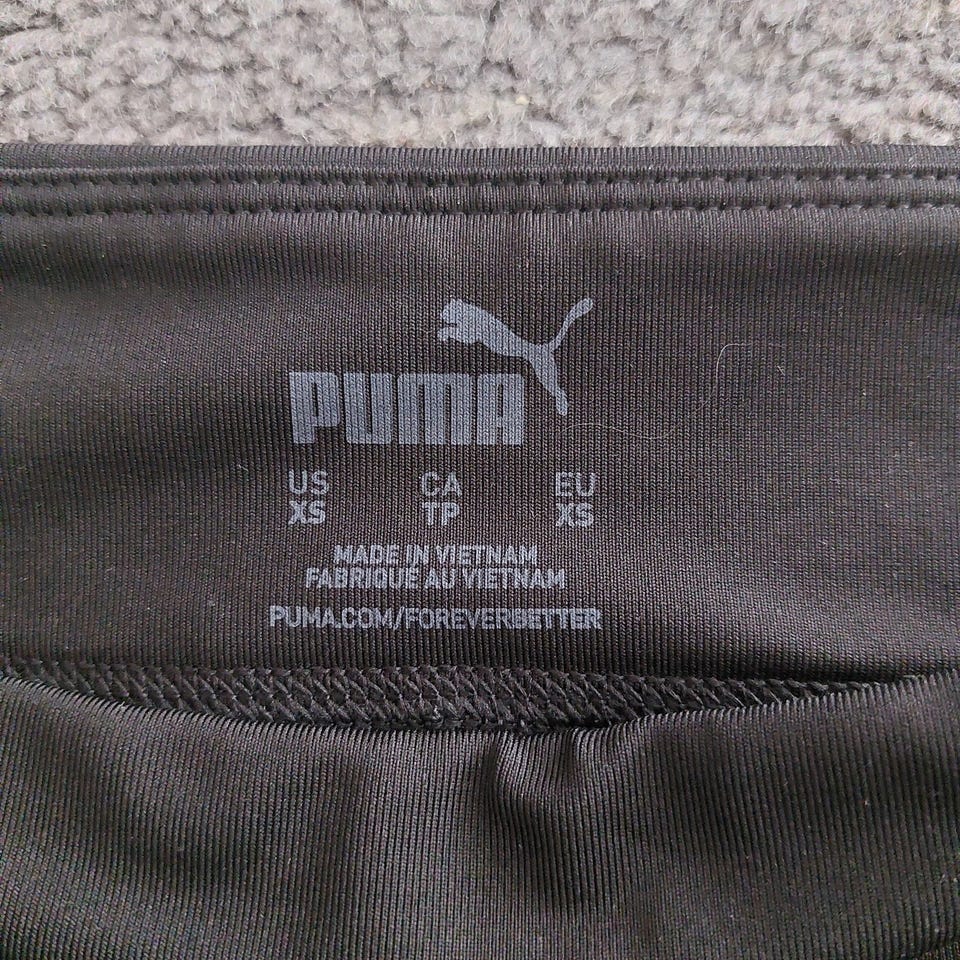 PUMA
US CA EU
XS TP XS
MADE IN VIETNAM
FABRIQUÉ AU VIETNAM
PUMA.COM/FOREVERBETTER